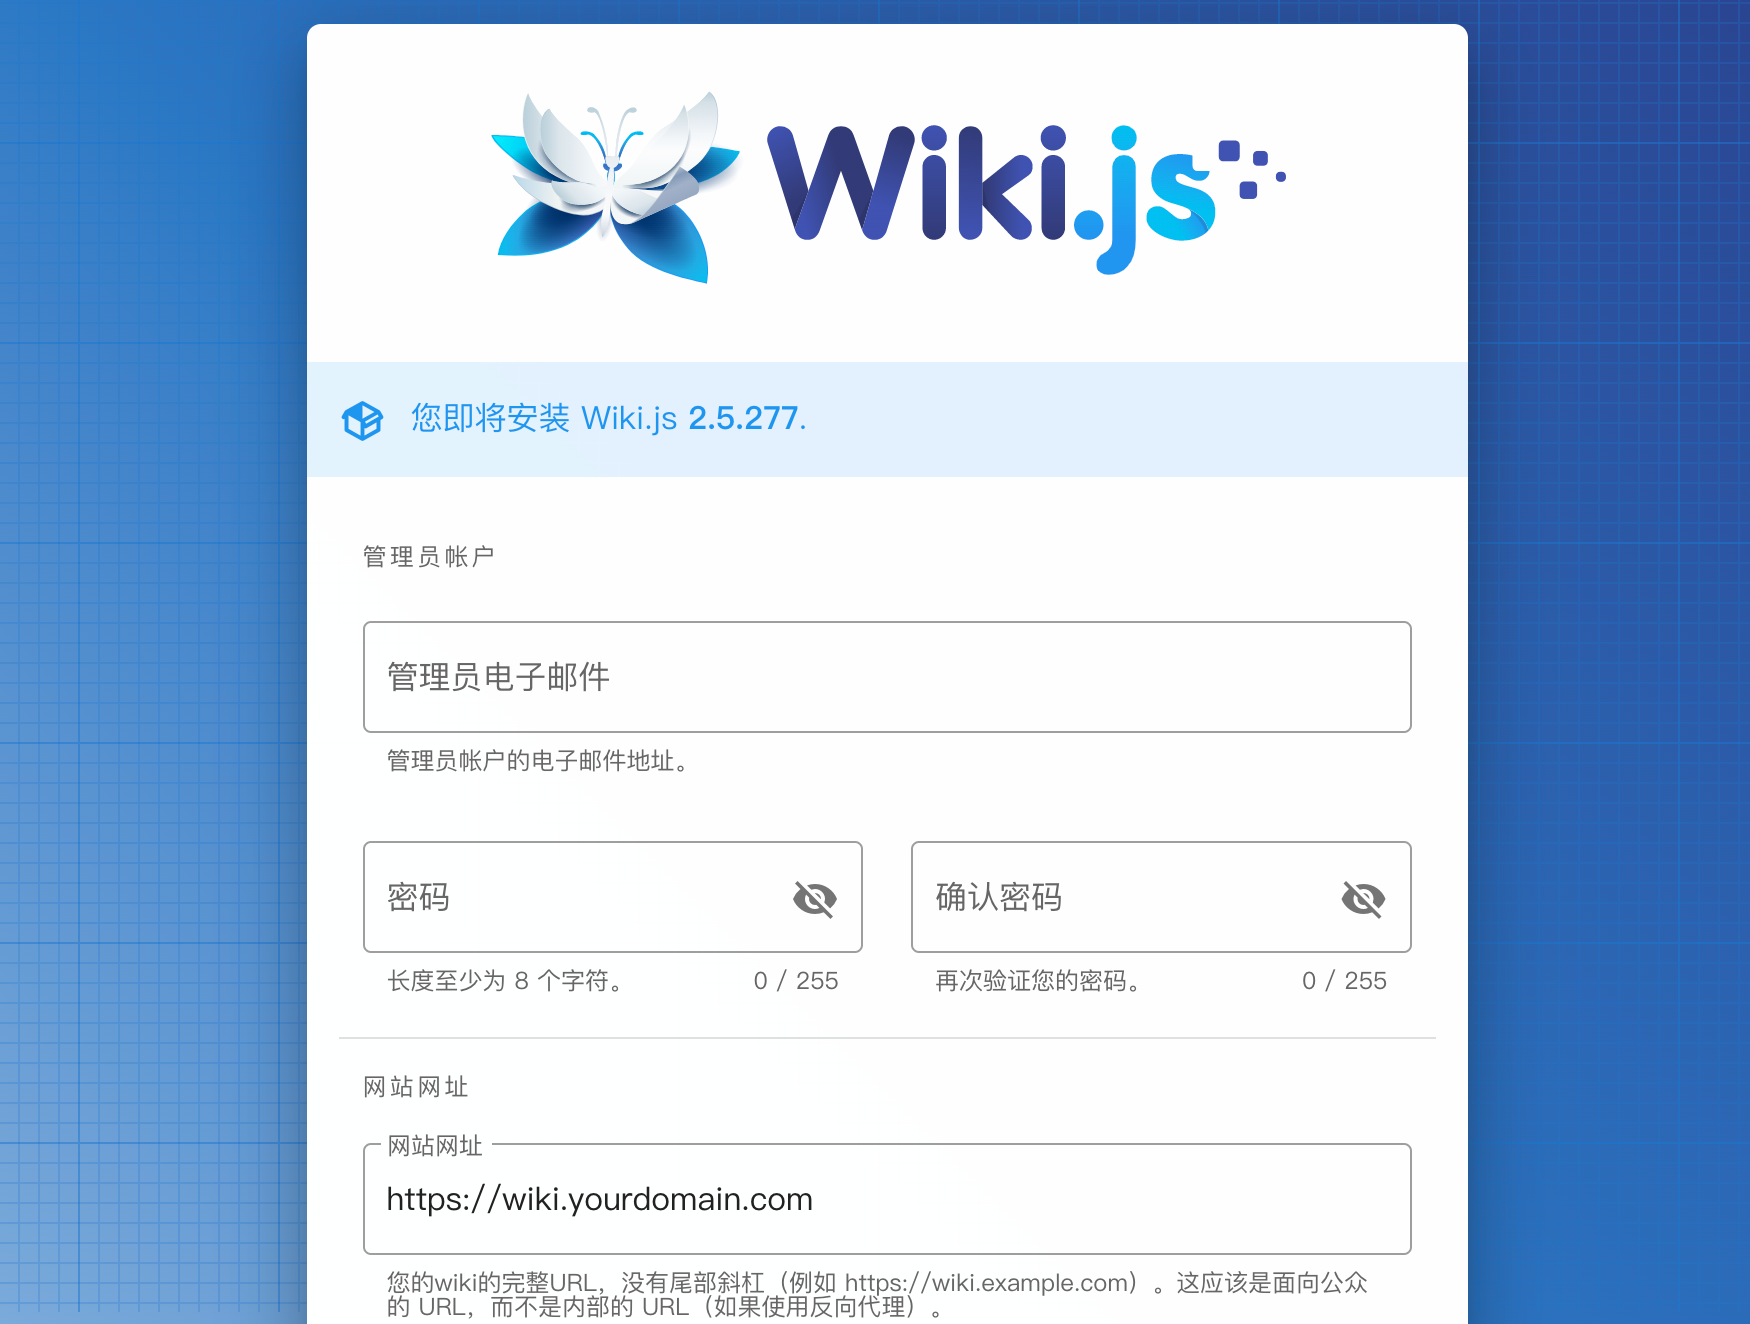 Wiki.js
您即将安装 Wiki.js 2.5.277.
管理员帐户
管理员电子邮件
管理员帐户的电子邮件地址。
密码
确认密码
长度至少为 8 个字符。 0 / 255
再次验证您的密码。 0 / 255
网站网址
网站网址
https://wiki.yourdomain.com
您的wiki的完整URL，没有尾部斜杠（例如 https://wiki.example.com）。这应该是面向公众
的 URL，而不是内部的 URL（如果使用反向代理）。